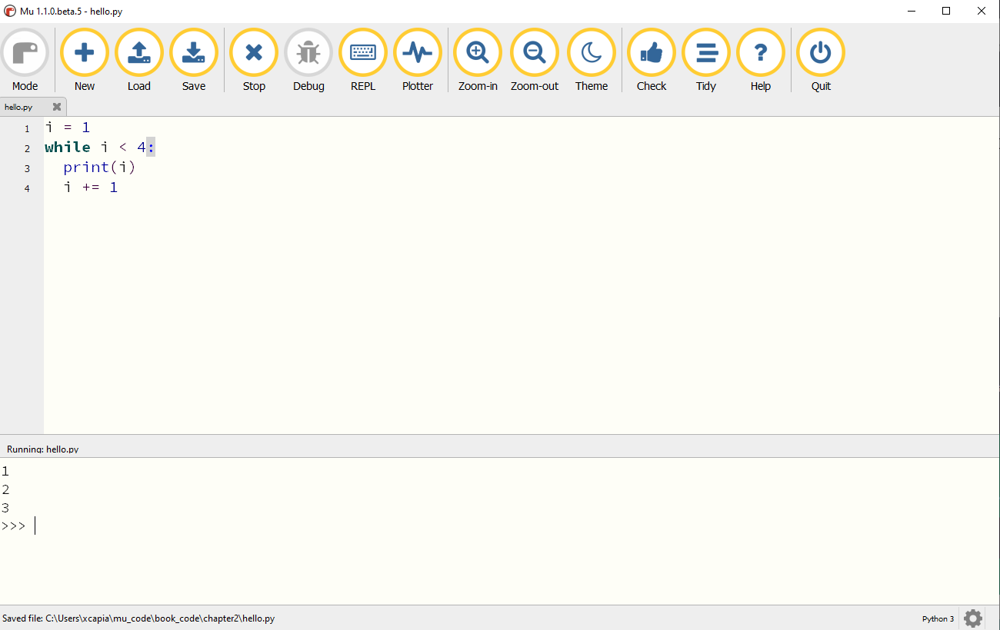 Mu 1.1.0.beta.5 - hello.py
Mode New Load Save Stop Debug REPL Plotter Zoom-in Zoom-out Theme Check Tidy Help Quit
hello.py
1 i = 1
2 while i < 4:
3   print(i)
4   i += 1
Running: hello.py
1
2
3
>>>
Saved file: C:\Users\xcapia\mu_code\book_code\chapter2\hello.py Python 3